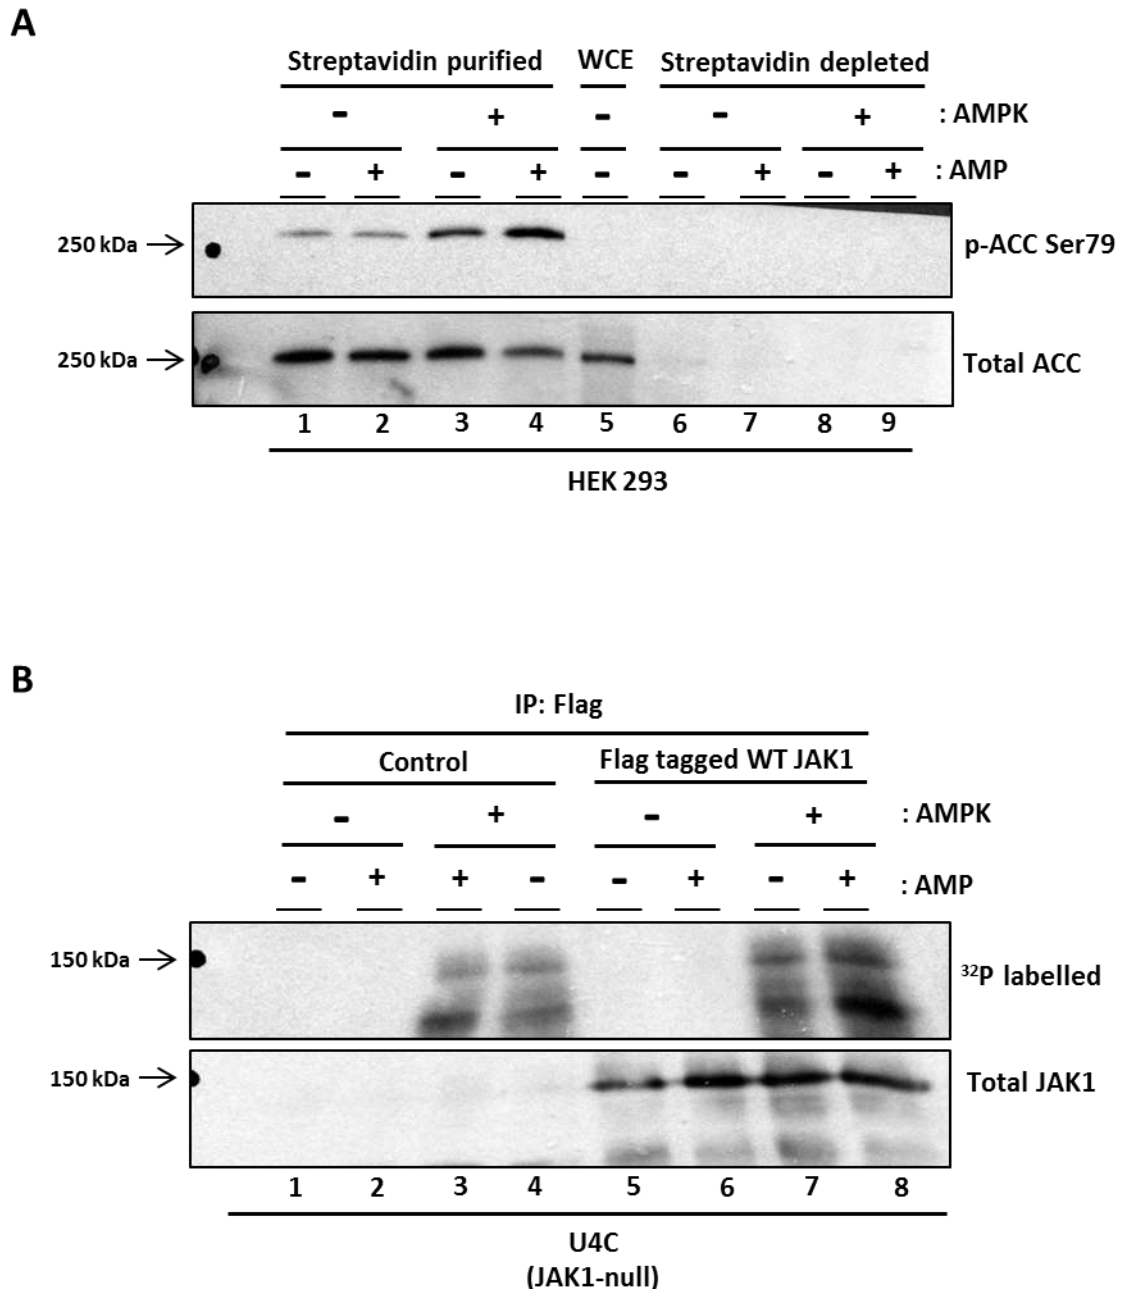 A
Streptavidin purified WCE Streptavidin depleted
- + - - + : AMPK
- + - + - - + - + : AMP
250 kDa → p-ACC Ser79
250 kDa → Total ACC
1 2 3 4 5 6 7 8 9
HEK 293
B
IP: Flag
Control Flag tagged WT JAK1
- + - + : AMPK
- + + - - + - + : AMP
150 kDa → ³²P labelled
150 kDa → Total JAK1
1 2 3 4 5 6 7 8
U4C
(JAK1-null)